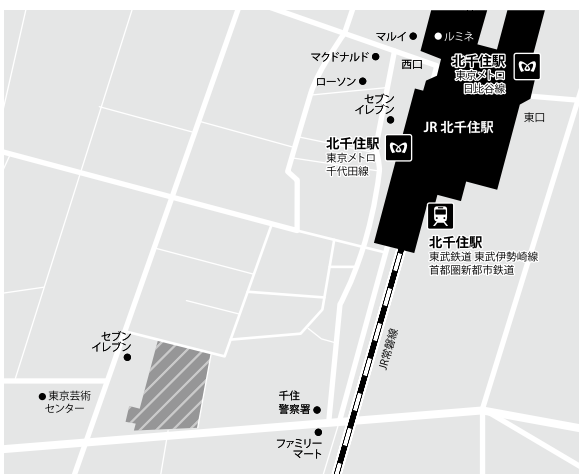 マルイ
ルミネ
マクドナルド
西口
北千住駅
東京メトロ
日比谷線
ローソン
セブン
イレブン
東口
JR 北千住駅
北千住駅
東京メトロ
千代田線
北千住駅
東武鉄道 東武伊勢崎線
首都圏新都市鉄道
JR常磐線
セブン
イレブン
東京芸術
センター
千住
警察署
ファミリー
マート